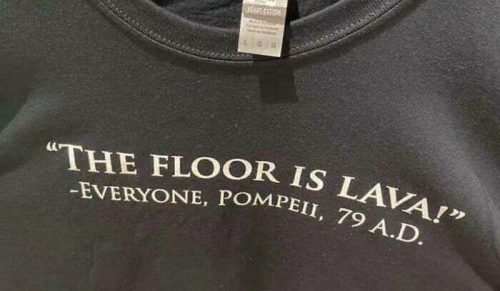 “THE FLOOR IS LAVA!”
-EVERYONE, POMPEII, 79 A.D.